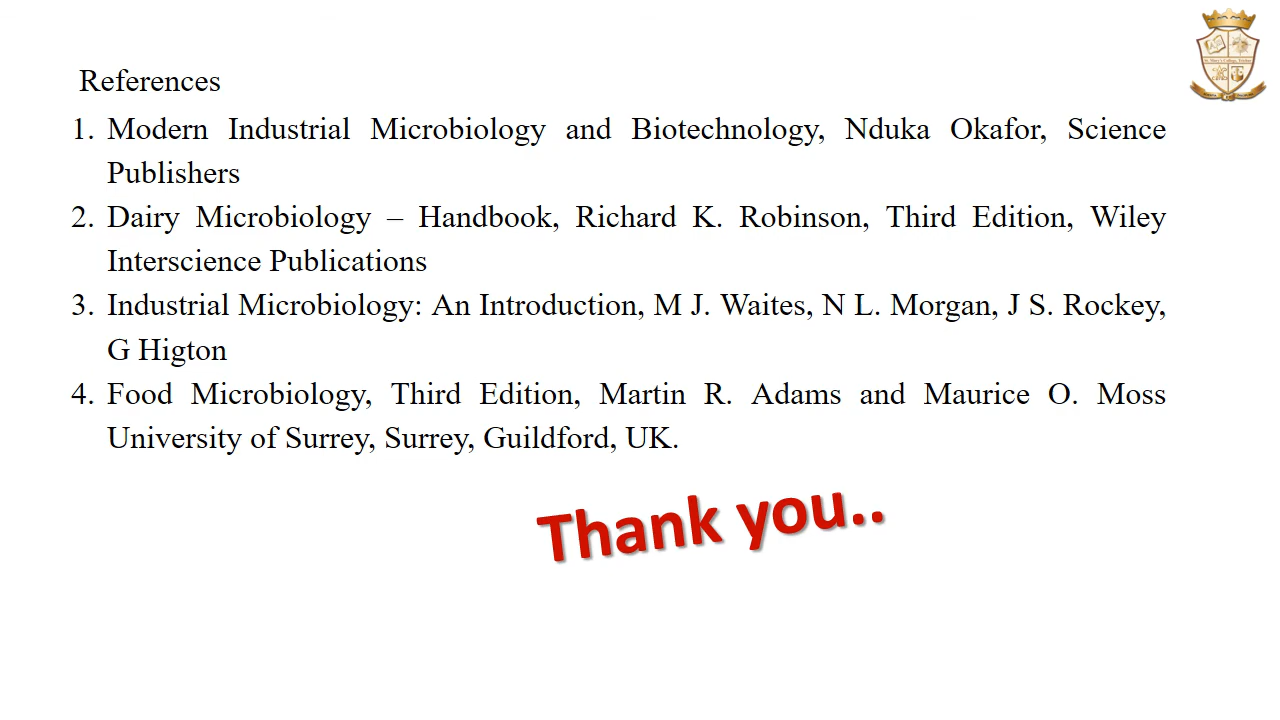 References
1. Modern Industrial Microbiology and Biotechnology, Nduka Okafor, Science
Publishers
2. Dairy Microbiology – Handbook, Richard K. Robinson, Third Edition, Wiley
Interscience Publications
3. Industrial Microbiology: An Introduction, M J. Waites, N L. Morgan, J S. Rockey,
G Higton
4. Food Microbiology, Third Edition, Martin R. Adams and Maurice O. Moss
University of Surrey, Surrey, Guildford, UK.
Thank you..